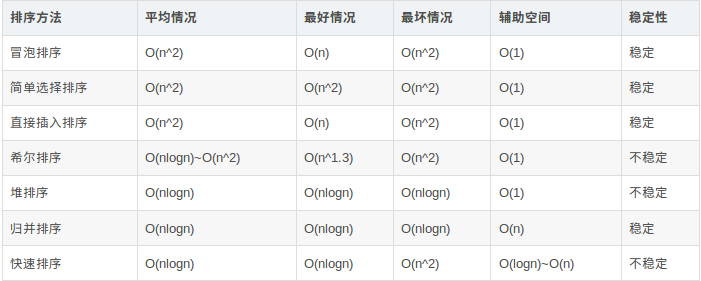 排序方法 平均情况 最好情况 最坏情况 辅助空间 稳定性
冒泡排序 O(n^2) O(n) O(n^2) O(1) 稳定
简单选择排序 O(n^2) O(n^2) O(n^2) O(1) 稳定
直接插入排序 O(n^2) O(n) O(n^2) O(1) 稳定
希尔排序 O(nlogn)~O(n^2) O(n^1.3) O(n^2) O(1) 不稳定
堆排序 O(nlogn) O(nlogn) O(nlogn) O(1) 不稳定
归并排序 O(nlogn) O(nlogn) O(nlogn) O(n) 稳定
快速排序 O(nlogn) O(nlogn) O(n^2) O(logn)~O(n) 不稳定